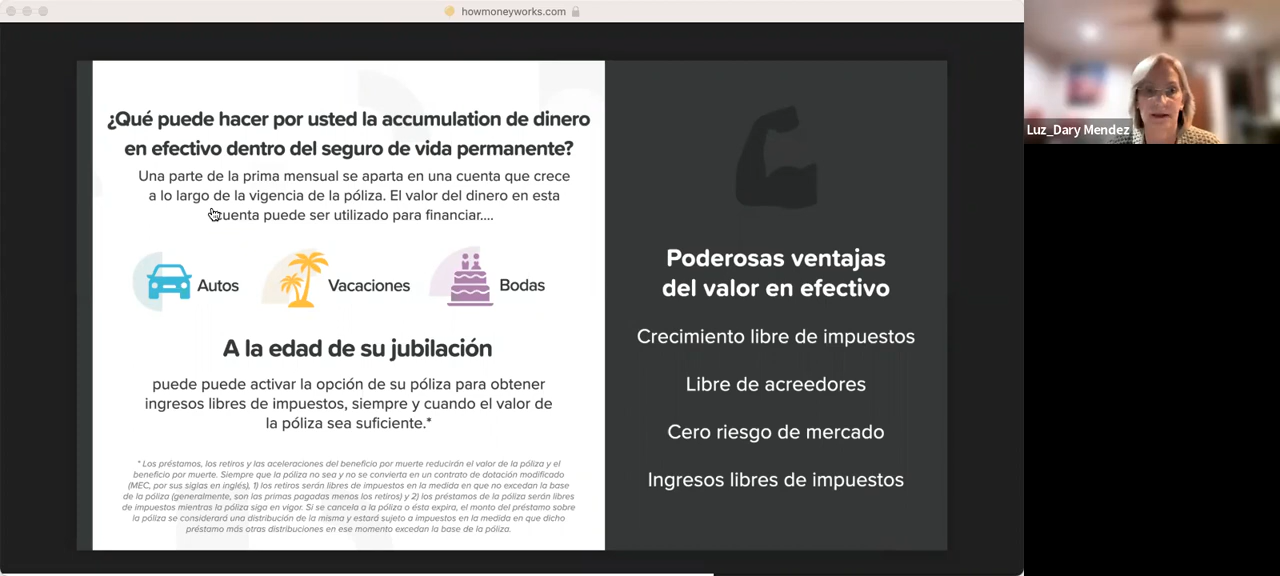 howmoneyworks.com
¿Qué puede hacer por usted la accumulation de dinero
en efectivo dentro del seguro de vida permanente?
Una parte de la prima mensual se aparta en una cuenta que crece
a lo largo de la vigencia de la póliza. El valor del dinero en esta
cuenta puede ser utilizado para financiar....
Autos
Vacaciones
Bodas
A la edad de su jubilación
puede puede activar la opción de su póliza para obtener
ingresos libres de impuestos, siempre y cuando el valor de
la póliza sea suficiente.*
* Los préstamos, los retiros y las aceleraciones del beneficio por muerte reducirán el valor de la póliza y el
beneficio por muerte. Siempre que la póliza no sea y no se convierta en un contrato de dotación modificado
(MEC, por sus siglas en inglés), 1) los retiros serán libres de impuestos en la medida en que no excedan la base
de la póliza (generalmente, son las primas pagadas menos los retiros) y 2) los préstamos de la póliza serán libres
de impuestos mientras la póliza siga en vigor. Si se cancela a la póliza o ésta expira, el monto del préstamo sobre
la póliza se considerará una distribución de la misma y estará sujeto a impuestos en la medida en que dicho
préstamo más otras distribuciones en ese momento excedan la base de la póliza.
Poderosas ventajas
del valor en efectivo
Crecimiento libre de impuestos
Libre de acreedores
Cero riesgo de mercado
Ingresos libres de impuestos
Luz_Dary Mendez